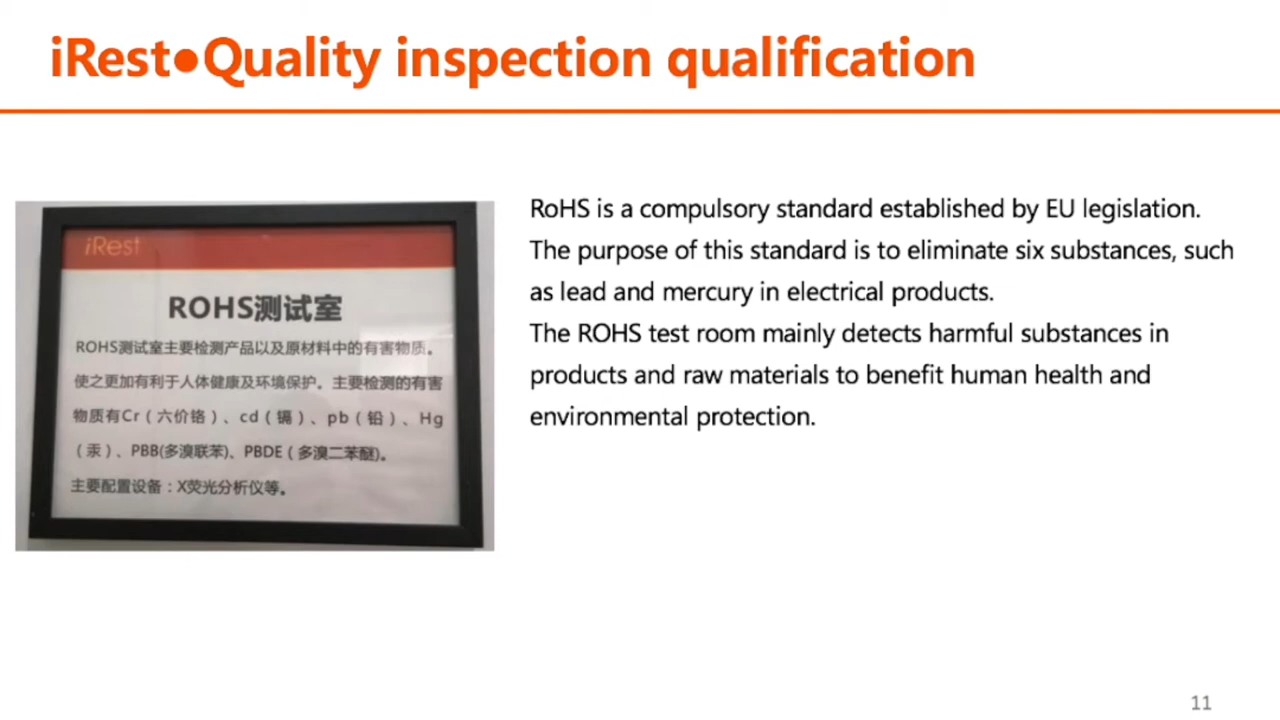 iRest●Quality inspection qualification
iRest
ROHS测试室
ROHS测试室主要检测产品以及原材料中的有害物质。
使之更加有利于人体健康及环境保护。主要检测的有害
物质有Cr（六价铬）、cd（镉）、pb（铅）、Hg
（汞）、PBB(多溴联苯)、PBDE（多溴二苯醚)。
主要配置设备：X荧光分析仪等。
RoHS is a compulsory standard established by EU legislation.
The purpose of this standard is to eliminate six substances, such
as lead and mercury in electrical products.
The ROHS test room mainly detects harmful substances in
products and raw materials to benefit human health and
environmental protection.
11